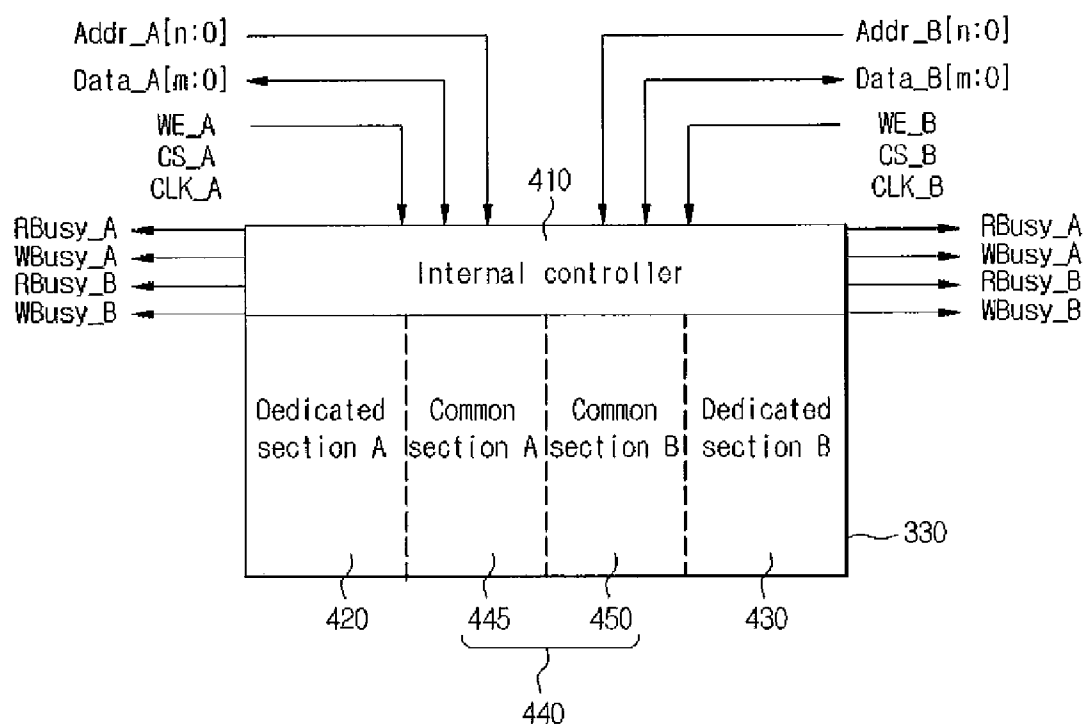 Addr_A[n:0]
Addr_B[n:0]
Data_A[m:0]
Data_B[m:0]
WE_A
WE_B
CS_A
CS_B
CLK_A
CLK_B
410
RBusy_A
RBusy_A
WBusy_A
WBusy_A
Internal controller
RBusy_B
RBusy_B
WBusy_B
WBusy_B
Dedicated
section A
Common
section A
Common
section B
Dedicated
section B
330
420
445
450
430
440